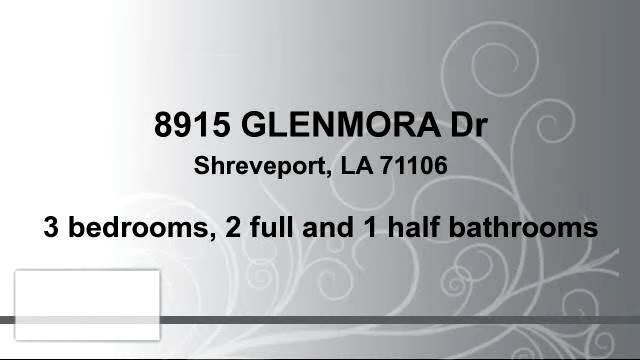 8915 GLENMORA Dr
Shreveport, LA 71106
3 bedrooms, 2 full and 1 half bathrooms